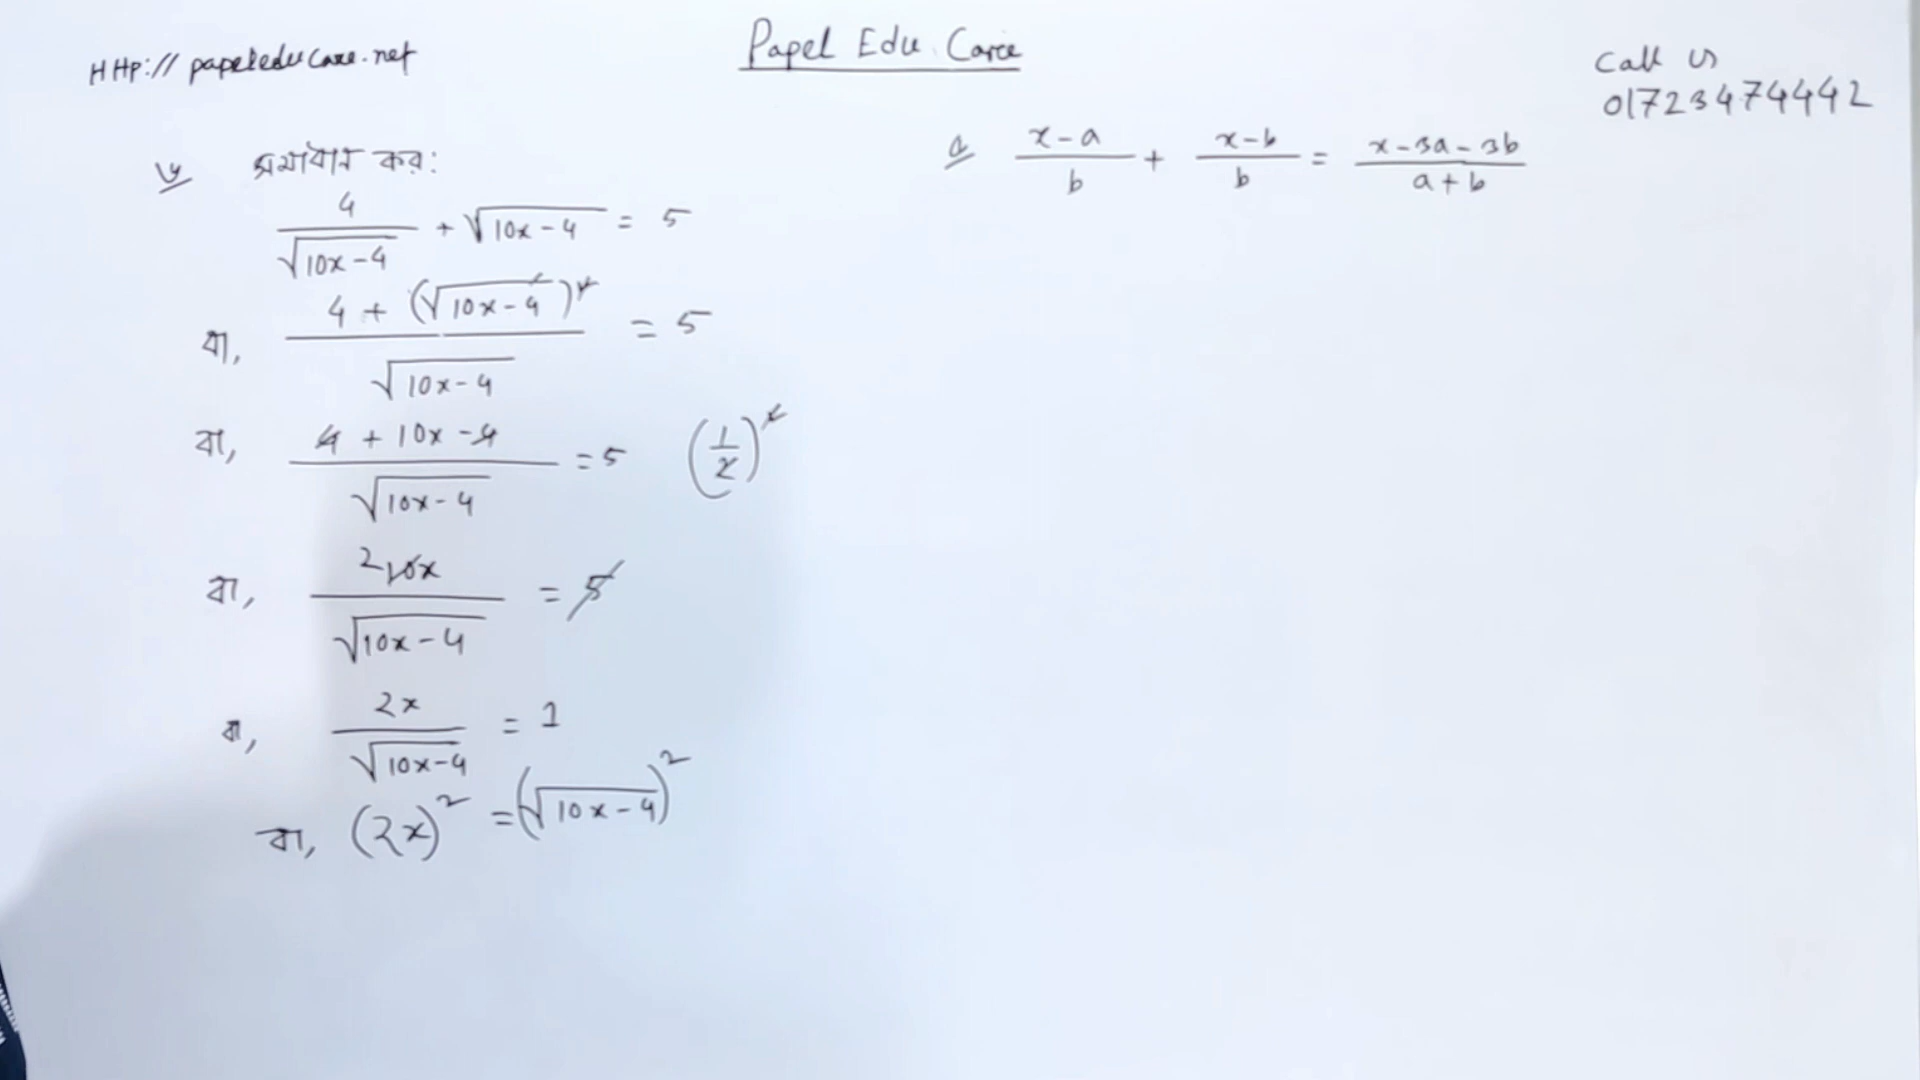 HHp://papeleducare.net
Papel Edu. Care
Call us
01723474442
৬ সমাধান কর:
4/√(10x-4) + √(10x-4) = 5
বা, (4 + (√(10x-4))²)/√(10x-4) = 5
বা, (4 + 10x - 4)/√(10x-4) = 5 (1/2)²
বা, 2 10x/√(10x-4) = 5
বা, 2x/√(10x-4) = 1
বা, (2x)² = (√(10x-4))²
(x-a)/b + (x-b)/b = (x-3a-3b)/(a+b)